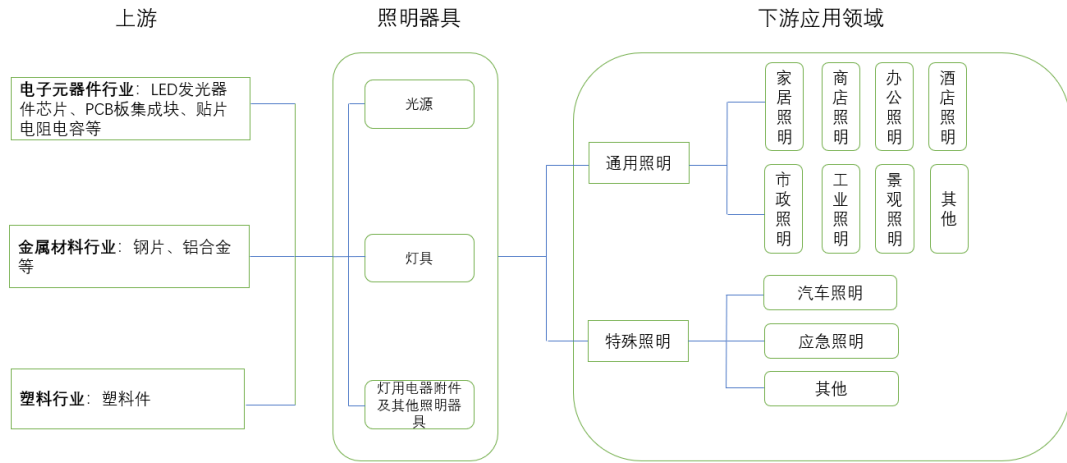 上游
照明器具
下游应用领域
电子元器件行业：LED发光器
件芯片、PCB板集成块、贴片
电阻电容等
金属材料行业：钢片、铝合金
等
塑料行业：塑料件
光源
灯具
灯用电器附件
及其他照明器
具
通用照明
家居照明
商店照明
办公照明
酒店照明
市政照明
工业照明
景观照明
其他
特殊照明
汽车照明
应急照明
其他